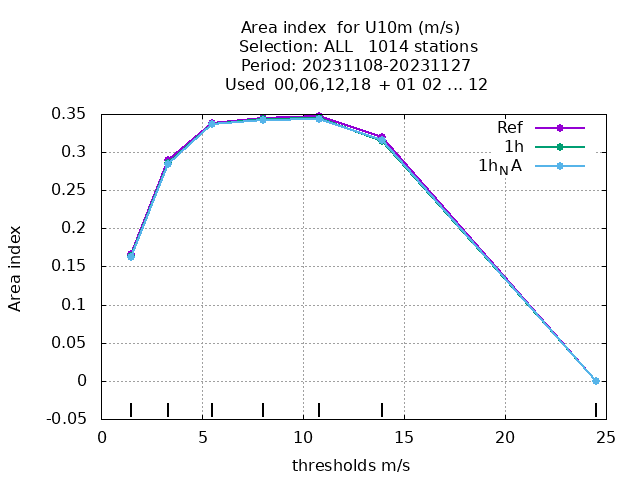 Area index  for U10m (m/s)
Selection: ALL   1014 stations
Period: 20231108-20231127
Used  00,06,12,18  + 01 02 ... 12
Ref
1h
1h_NA
0.35
0.3
0.25
0.2
0.15
0.1
0.05
0
-0.05
Area index
0 5 10 15 20 25
thresholds m/s